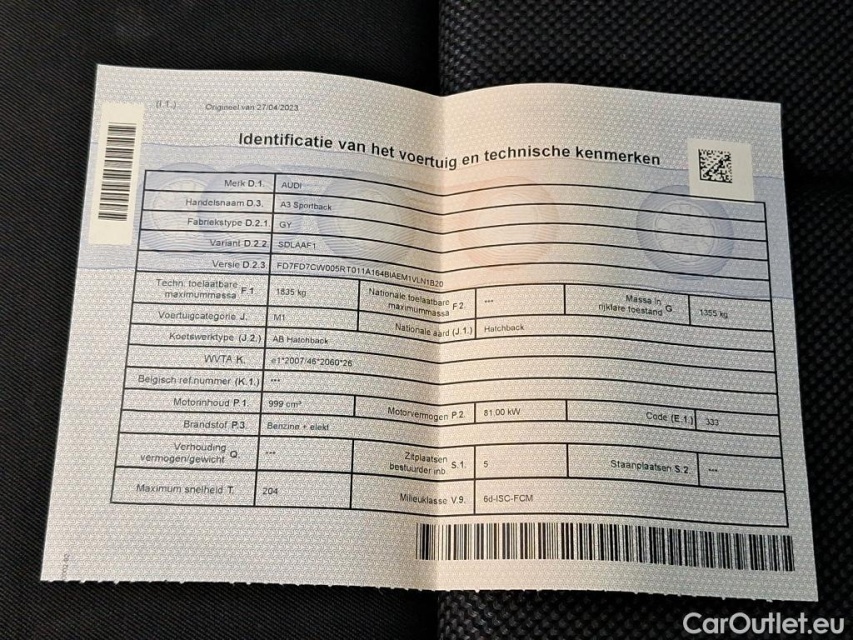 (I.1.) Origineel van 27/04/2023
Identificatie van het voertuig en technische kenmerken
Merk D.1. AUDI
Handelsnaam D.3. A3 Sportback
Fabriekstype D.2.1 GY
Variant D.2.2. SDLAAF1
Versie D.2.3 FD7FD7CW005RT011A164BIAEM1VLN1B20
Techn. toelaatbare maximummassa F.1. 1835 kg Nationale toelaatbare maximummassa F.2. --- Massa in rijklare toestand G 1355 kg
Voertuigcategorie J. M1 Nationale aard (J.1.) Hatchback
Koetswerktype (J.2.) AB Hatchback
WVTA K. e1*2007/46*2060*26
Belgisch ref.nummer (K.1.) ---
Motorinhoud P.1. 999 cm³ Motorvermogen P.2. 81.00 kW Code (E.1.) 333
Brandstof P.3. Benzine + elekt
Verhouding vermogen/gewicht Q. --- Zitplaatsen bestuurder inb. S.1. 5 Staanplaatsen S.2. ---
Maximum snelheid T. 204 Milieuklasse V.9. 6d-ISC-FCM
CarOutlet.eu